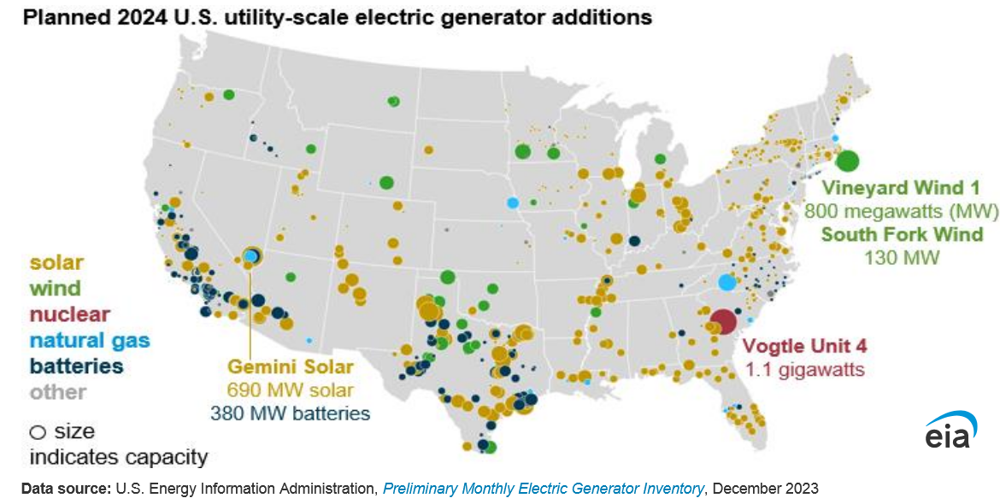 Planned 2024 U.S. utility-scale electric generator additions
Vineyard Wind 1
800 megawatts (MW)
South Fork Wind
130 MW
solar
wind
nuclear
natural gas
batteries
other
size
indicates capacity
Gemini Solar
690 MW solar
380 MW batteries
Vogtle Unit 4
1.1 gigawatts
eia
Data source: U.S. Energy Information Administration, Preliminary Monthly Electric Generator Inventory, December 2023